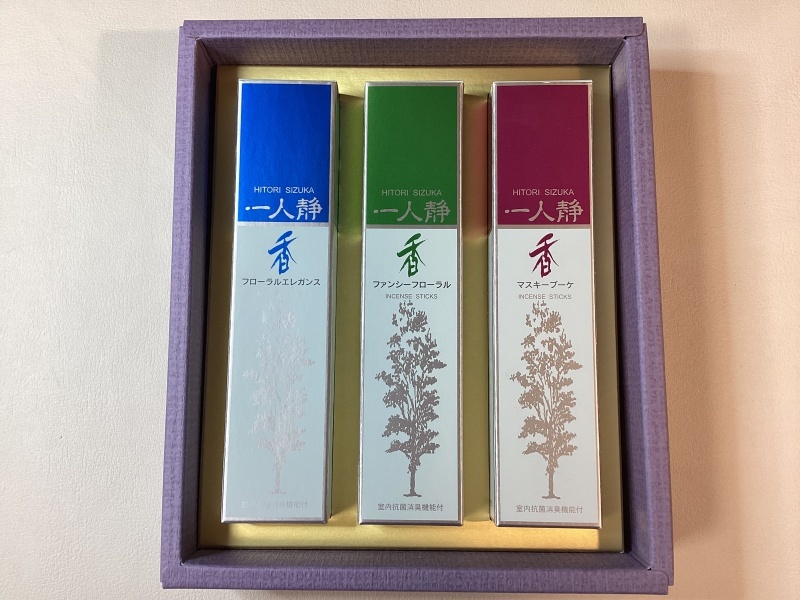 HITORI SIZUKA
一人静
香
フローラルエレガンス
HITORI SIZUKA
一人静
香
ファンシーフローラル
INCENSE STICKS
室内抗菌消臭機能付
HITORI SIZUKA
一人静
香
マスキーブーケ
INCENSE STICKS
室内抗菌消臭機能付